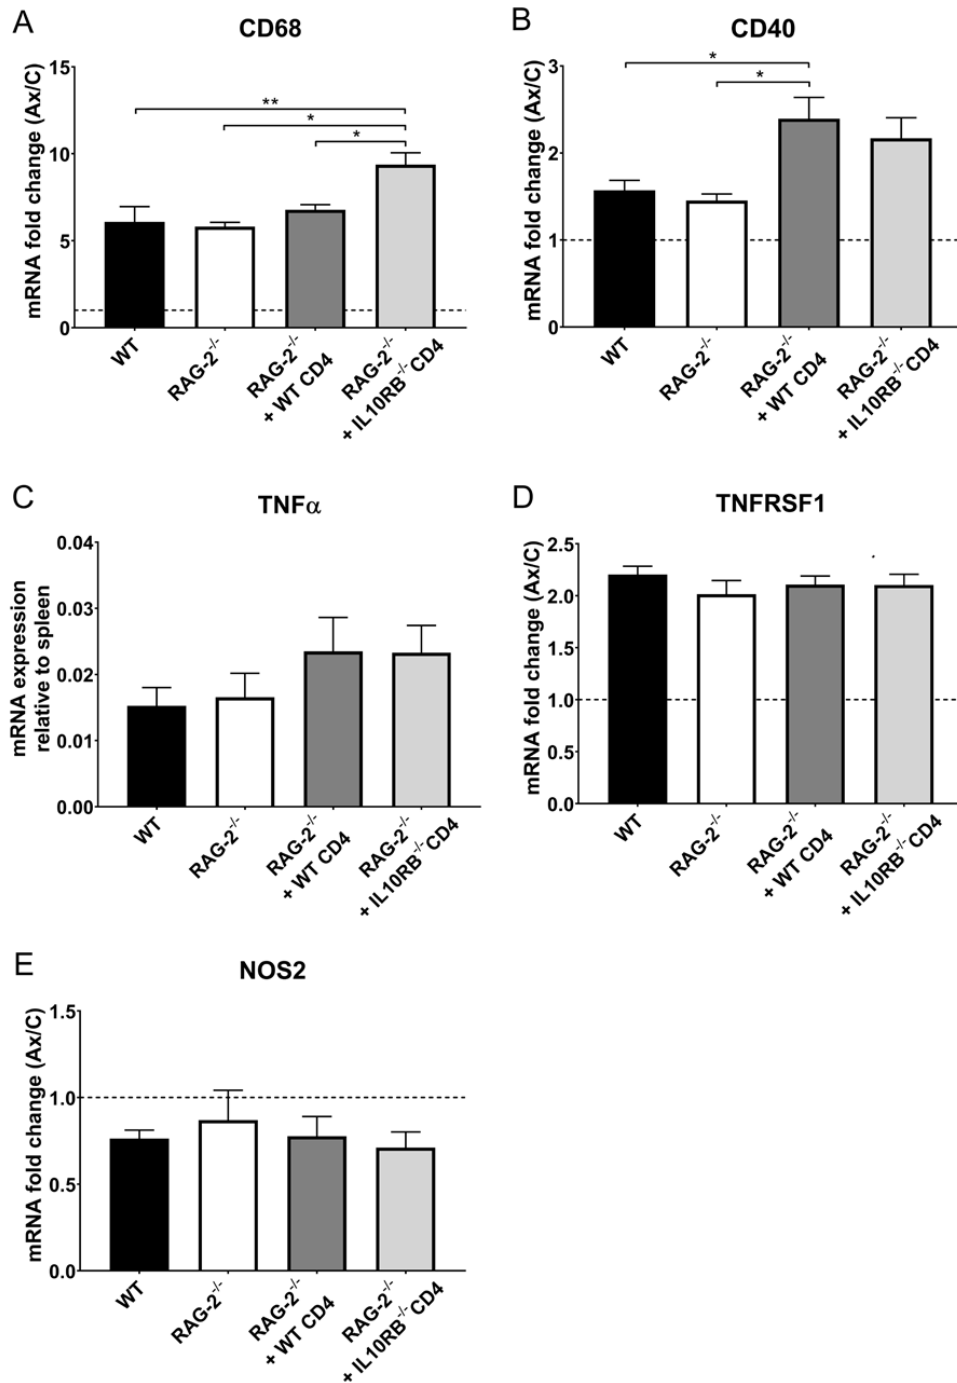 A
CD68
mRNA fold change (Ax/C)
15
10
5
0
**
*
*
WT
RAG-2-/-
RAG-2-/-
+ WT CD4
RAG-2-/-
+ IL10RB-/-CD4
B
CD40
mRNA fold change (Ax/C)
3
2
1
0
*
*
WT
RAG-2-/-
RAG-2-/-
+ WT CD4
RAG-2-/-
+ IL10RB-/-CD4
C
TNFα
mRNA expression
relative to spleen
0.04
0.03
0.02
0.01
0.00
WT
RAG-2-/-
RAG-2-/-
+ WT CD4
RAG-2-/-
+ IL10RB-/-CD4
D
TNFRSF1
mRNA fold change (Ax/C)
2.5
2.0
1.5
1.0
0.5
0.0
WT
RAG-2-/-
RAG-2-/-
+ WT CD4
RAG-2-/-
+ IL10RB-/-CD4
E
NOS2
mRNA fold change (Ax/C)
1.5
1.0
0.5
0.0
WT
RAG-2-/-
RAG-2-/-
+ WT CD4
RAG-2-/-
+ IL10RB-/-CD4